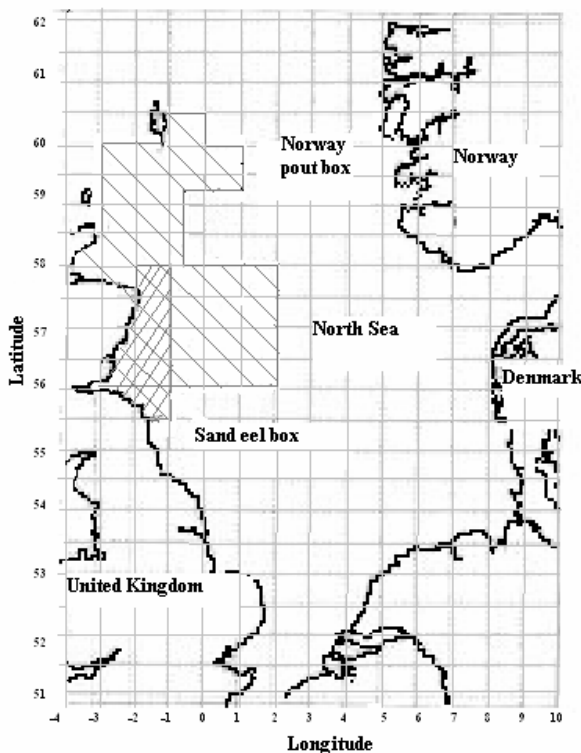 62
61
60
59
58
57
56
55
54
53
52
51
Latitude
Norway
pout box
Norway
North Sea
Denmark
Sand eel box
United Kingdom
-4 -3 -2 -1 0 1 2 3 4 5 6 7 8 9 10
Longitude